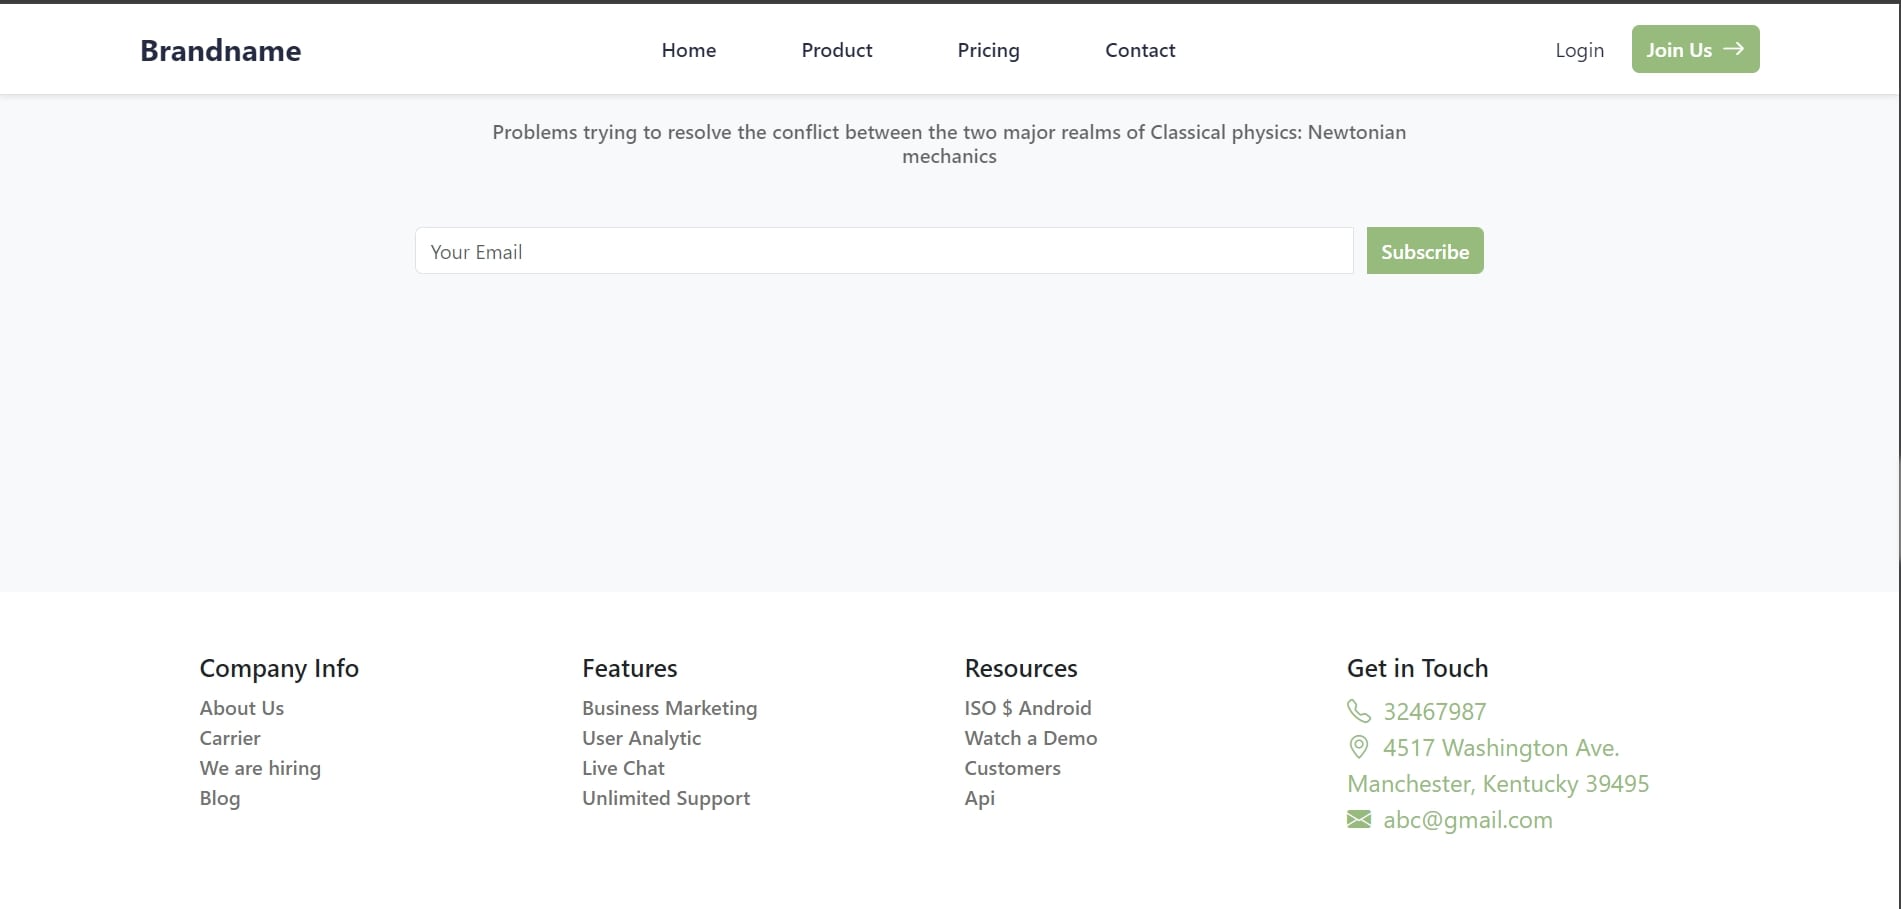 Brandname
Home
Product
Pricing
Contact
Login
Join Us
Problems trying to resolve the conflict between the two major realms of Classical physics: Newtonian
mechanics
Your Email
Subscribe
Company Info
About Us
Carrier
We are hiring
Blog
Features
Business Marketing
User Analytic
Live Chat
Unlimited Support
Resources
ISO $ Android
Watch a Demo
Customers
Api
Get in Touch
32467987
4517 Washington Ave.
Manchester, Kentucky 39495
abc@gmail.com